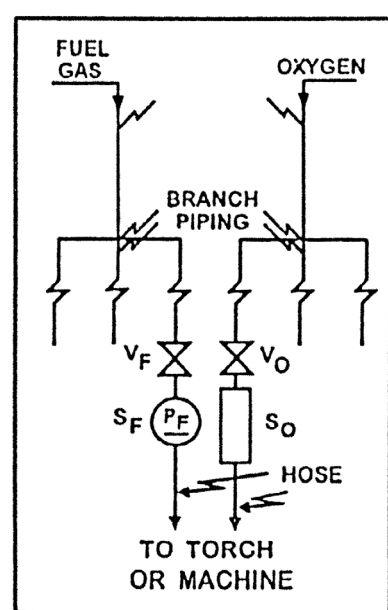 FUEL
GAS
OXYGEN
BRANCH
PIPING
VF
VO
SF
PF
SO
HOSE
TO TORCH
OR MACHINE